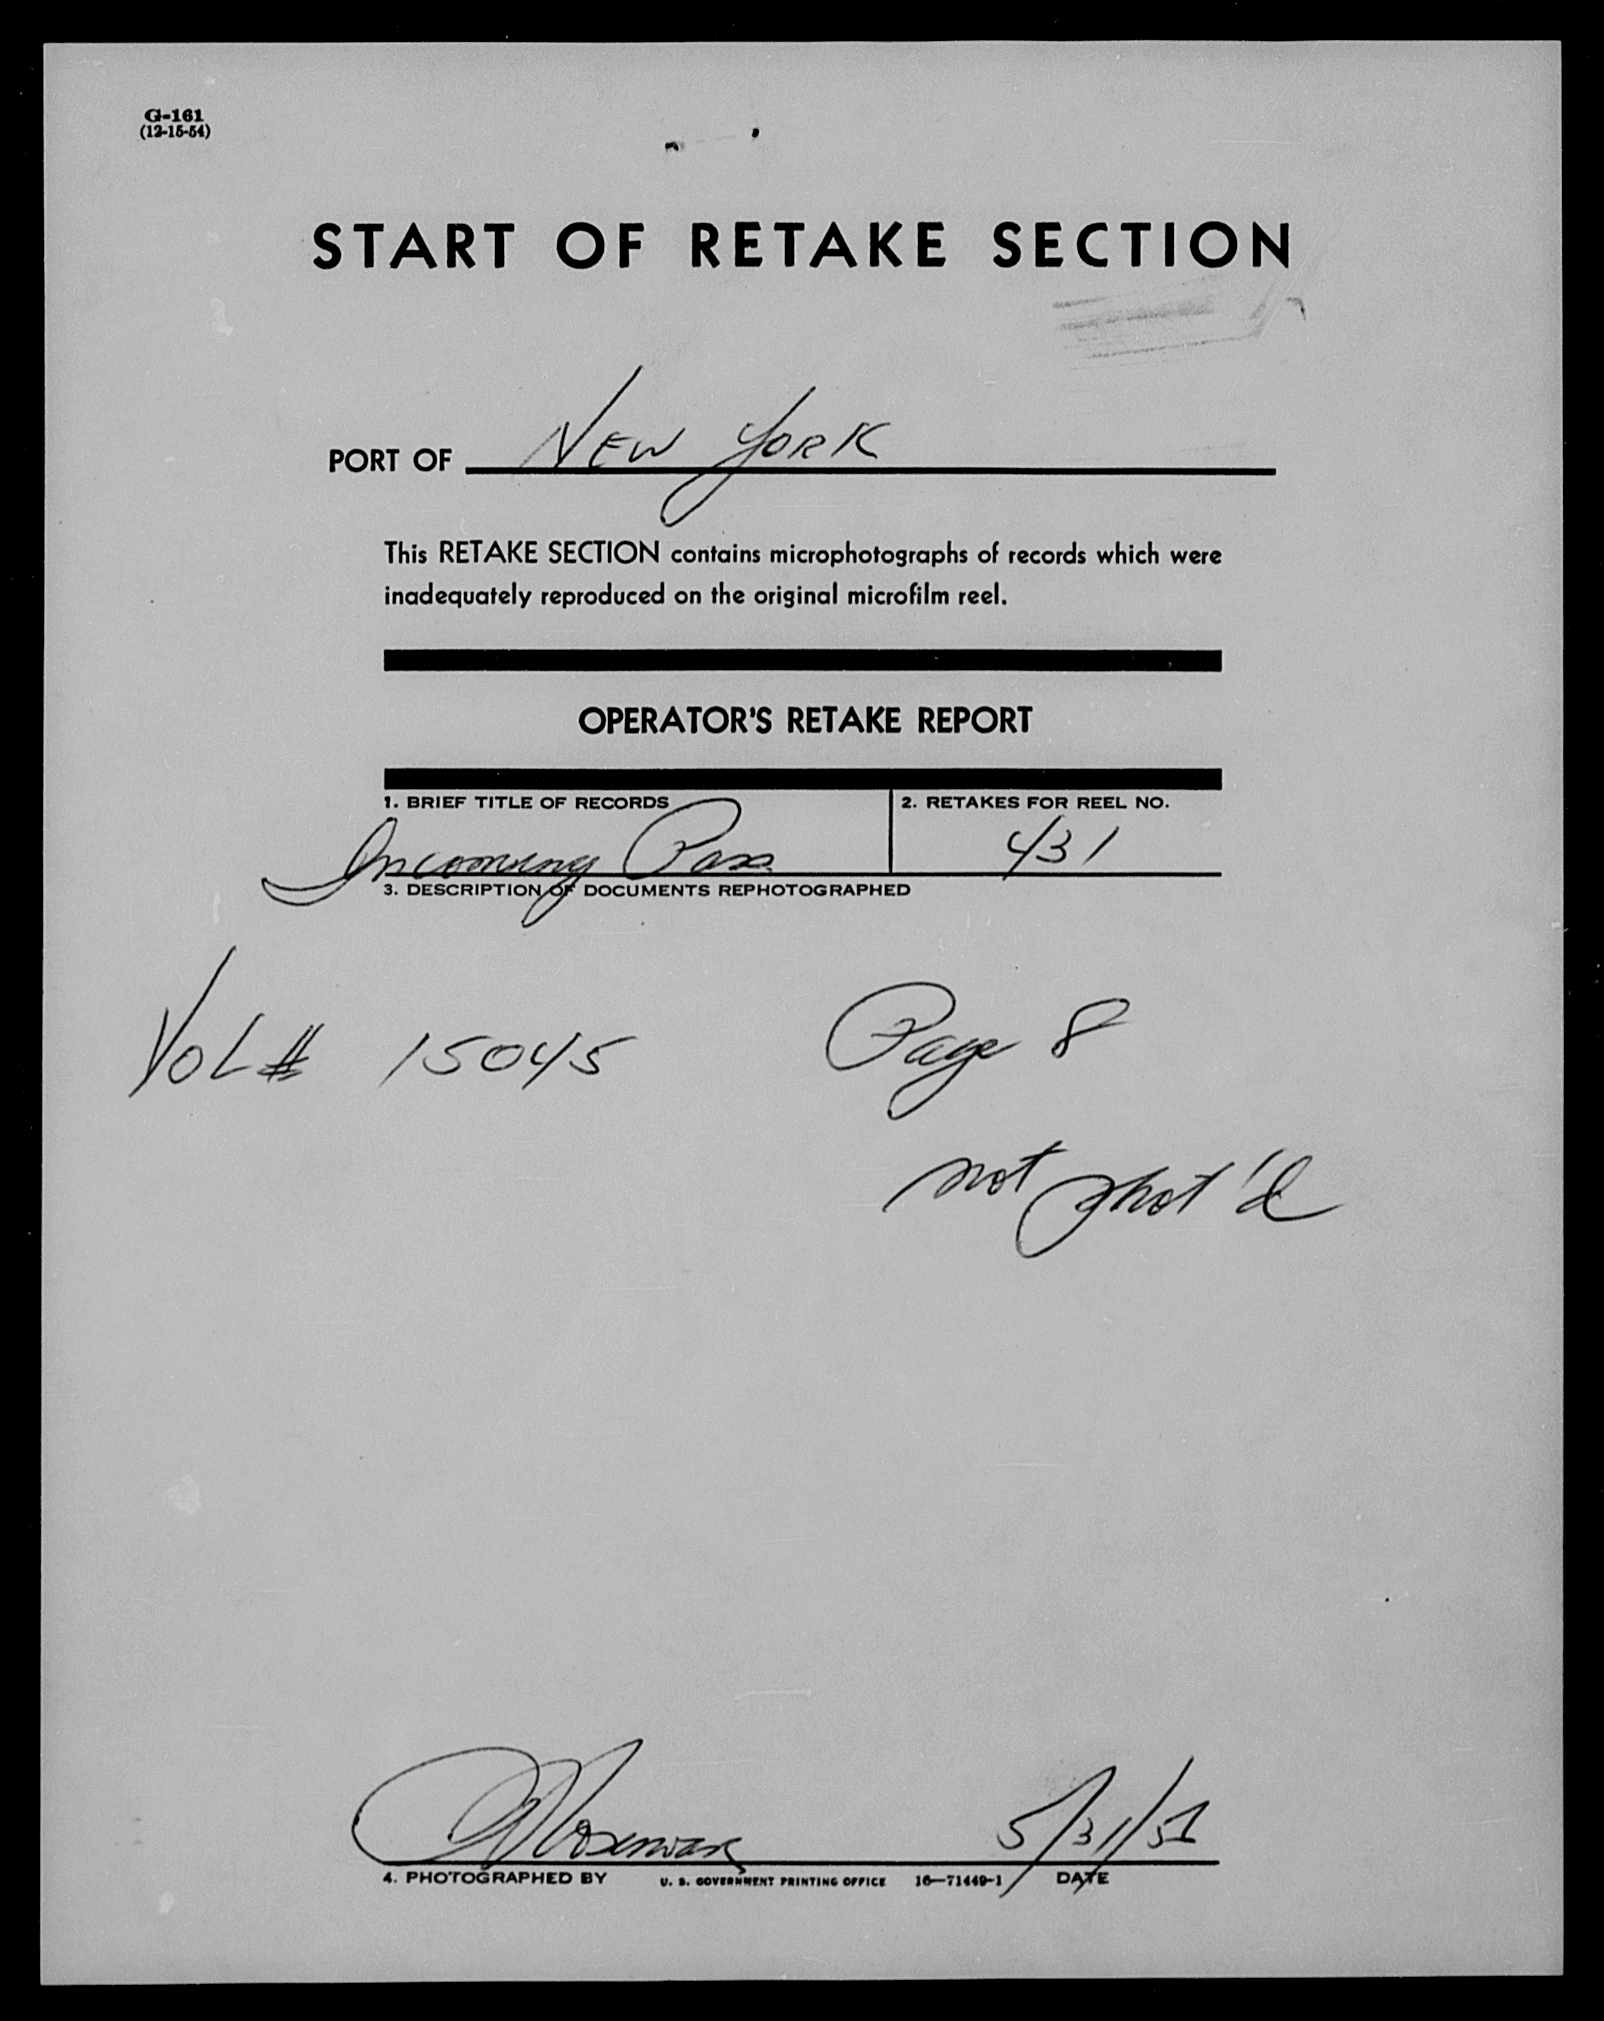 G-161
(12-15-54)
START OF RETAKE SECTION
PORT OF NEW YORK
This RETAKE SECTION contains microphotographs of records which were
inadequately reproduced on the original microfilm reel.
OPERATOR'S RETAKE REPORT
1. BRIEF TITLE OF RECORDS
2. RETAKES FOR REEL NO.
Incoming Pass
431
3. DESCRIPTION OF DOCUMENTS REPHOTOGRAPHED
VOL # 15045 Page 8
not phot'd
5/31/51
4. PHOTOGRAPHED BY U. S. GOVERNMENT PRINTING OFFICE 16—71449-1 DATE